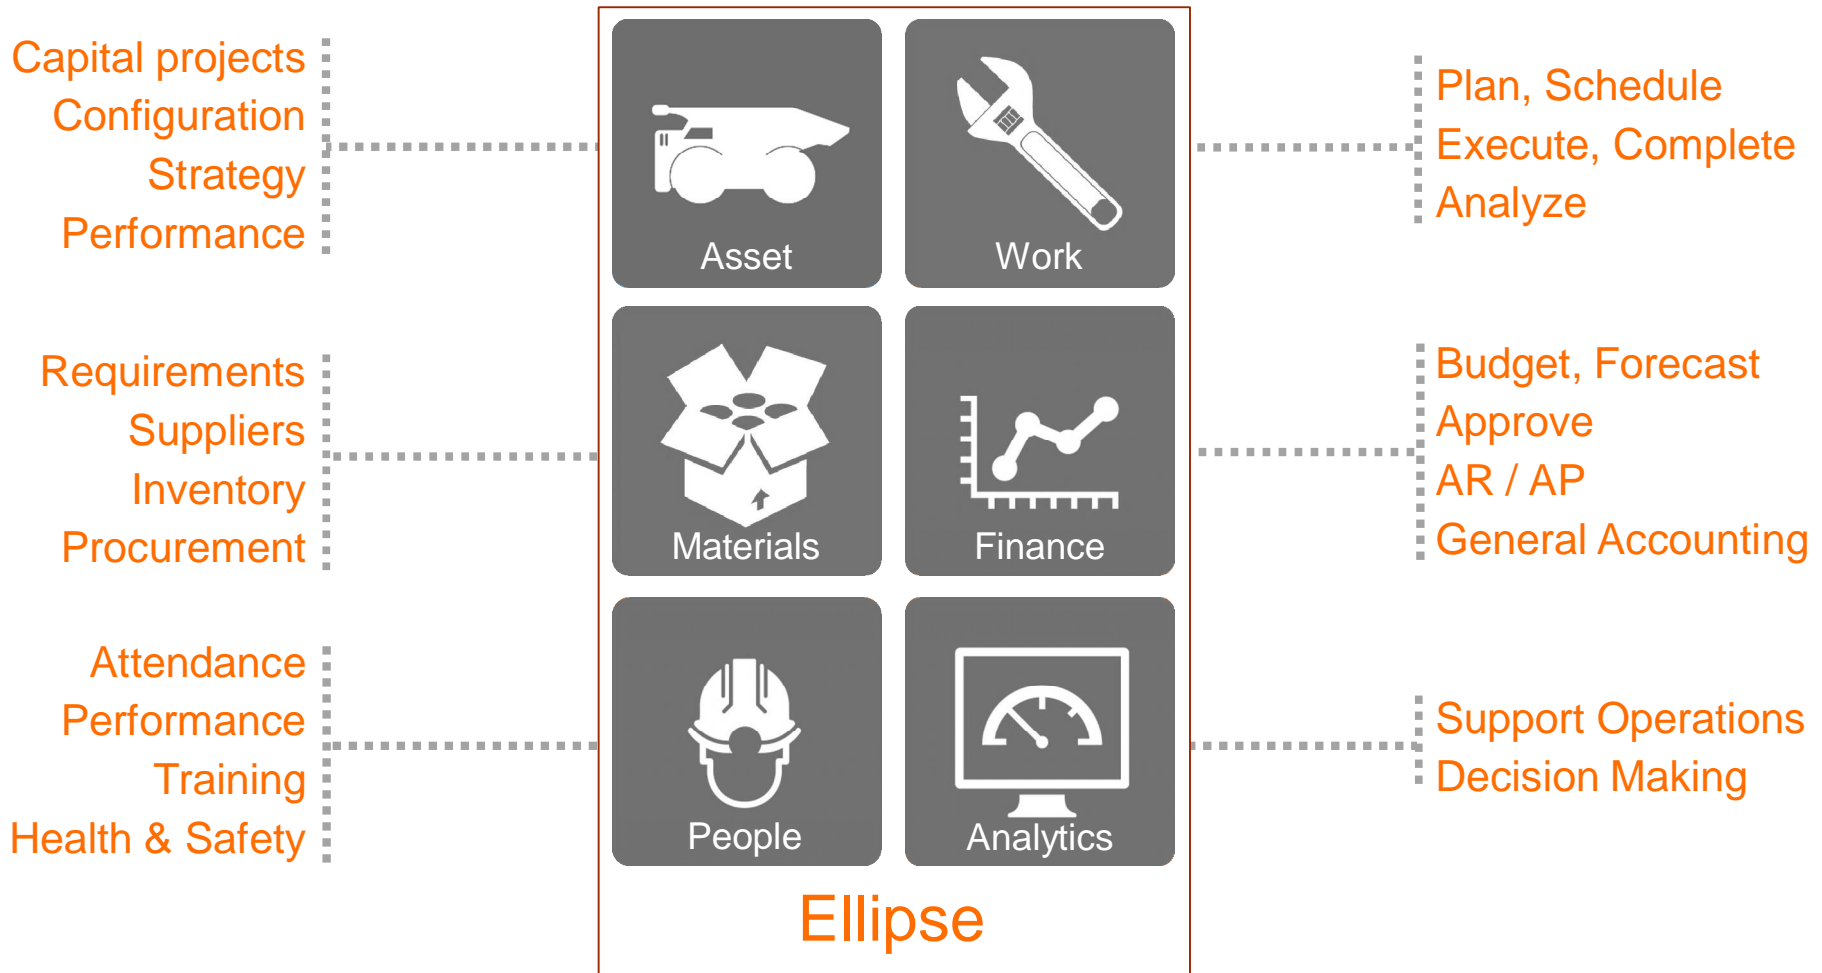 Capital projects
Configuration
Strategy
Performance
Asset
Work
Plan, Schedule
Execute, Complete
Analyze
Requirements
Suppliers
Inventory
Procurement
Materials
Finance
Budget, Forecast
Approve
AR / AP
General Accounting
Attendance
Performance
Training
Health & Safety
People
Analytics
Support Operations
Decision Making
Ellipse